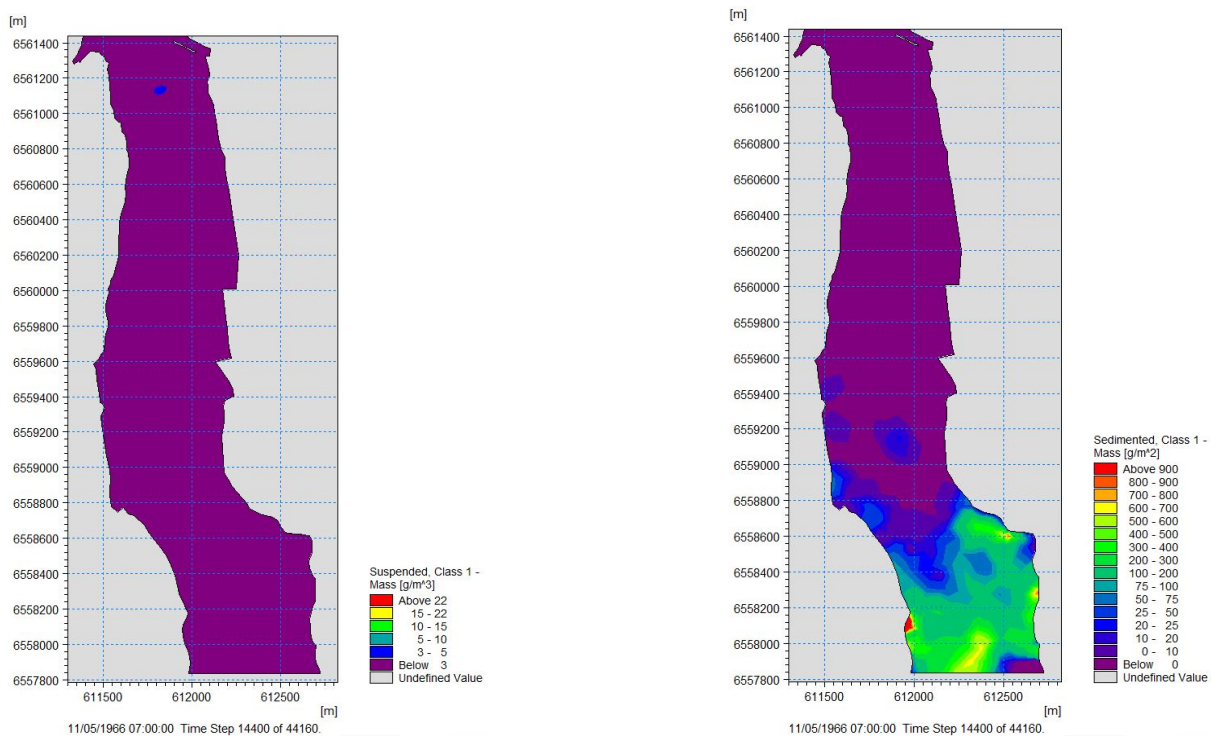 [m]
6561400
6561200
6561000
6560800
6560600
6560400
6560200
6560000
6559800
6559600
6559400
6559200
6559000
6558800
6558600
6558400
6558200
6558000
6557800
611500 612000 612500
[m]
11/05/1966 07:00:00 Time Step 14400 of 44160.
Suspended, Class 1 -
Mass [g/m^3]
Above 22
15 - 22
10 - 15
5 - 10
3 - 5
Below 3
Undefined Value
[m]
6561400
6561200
6561000
6560800
6560600
6560400
6560200
6560000
6559800
6559600
6559400
6559200
6559000
6558800
6558600
6558400
6558200
6558000
6557800
611500 612000 612500
[m]
11/05/1966 07:00:00 Time Step 14400 of 44160.
Sedimented, Class 1 -
Mass [g/m^2]
Above 900
800 - 900
700 - 800
600 - 700
500 - 600
400 - 500
300 - 400
200 - 300
100 - 200
75 - 100
50 - 75
25 - 50
20 - 25
10 - 20
0 - 10
Below 0
Undefined Value